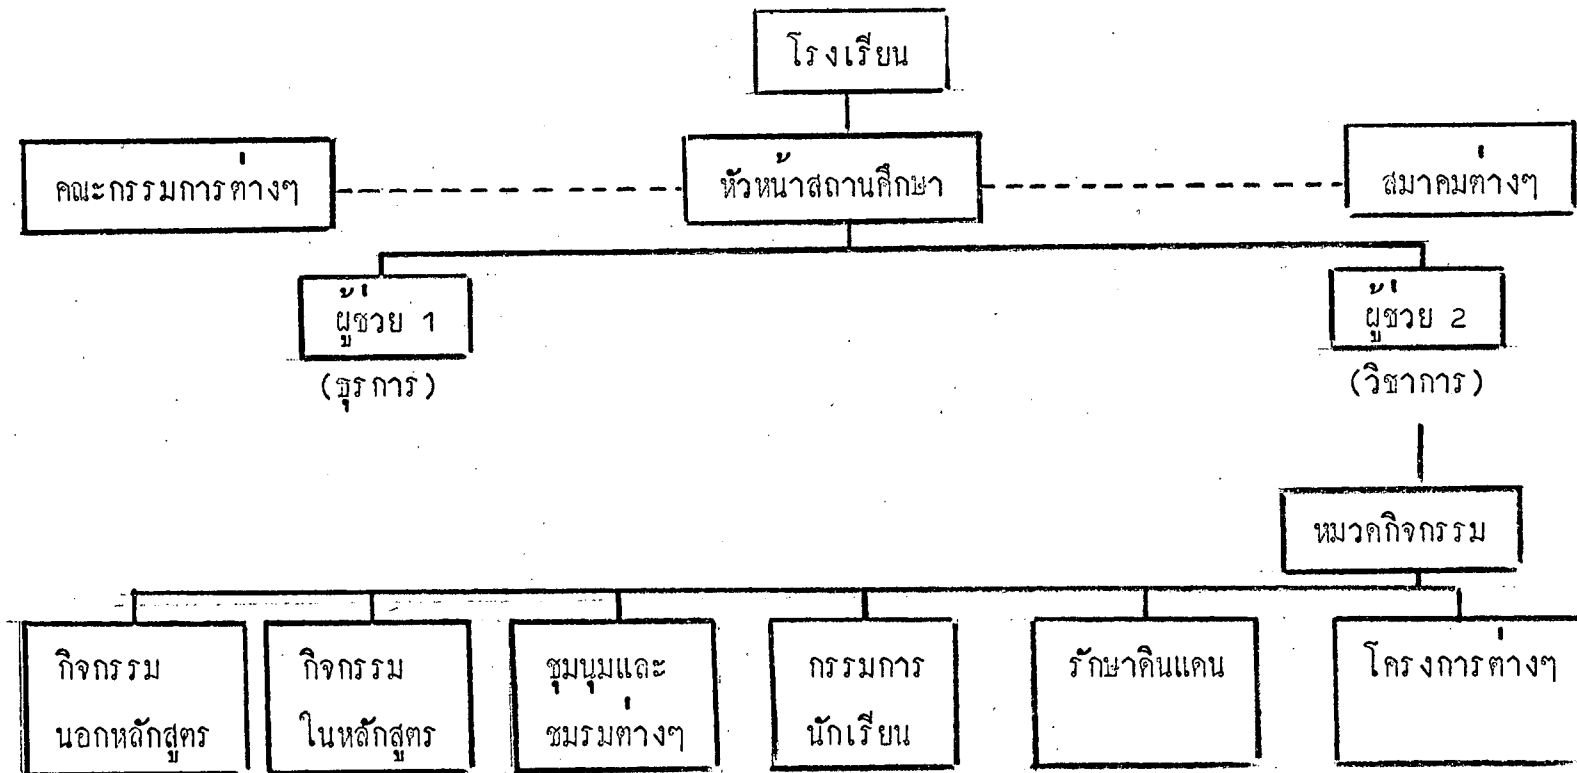 โรงเรียน
คณะกรรมการต่างๆ
หัวหน้าสถานศึกษา
สมาคมต่างๆ
ผู้ช่วย 1
(ธุรการ)
ผู้ช่วย 2
(วิชาการ)
หมวดกิจกรรม
กิจกรรม
นอกหลักสูตร
กิจกรรม
ในหลักสูตร
ชุมนุมและ
ชมรมต่างๆ
กรรมการ
นักเรียน
รักษาดินแดน
โครงการต่างๆ